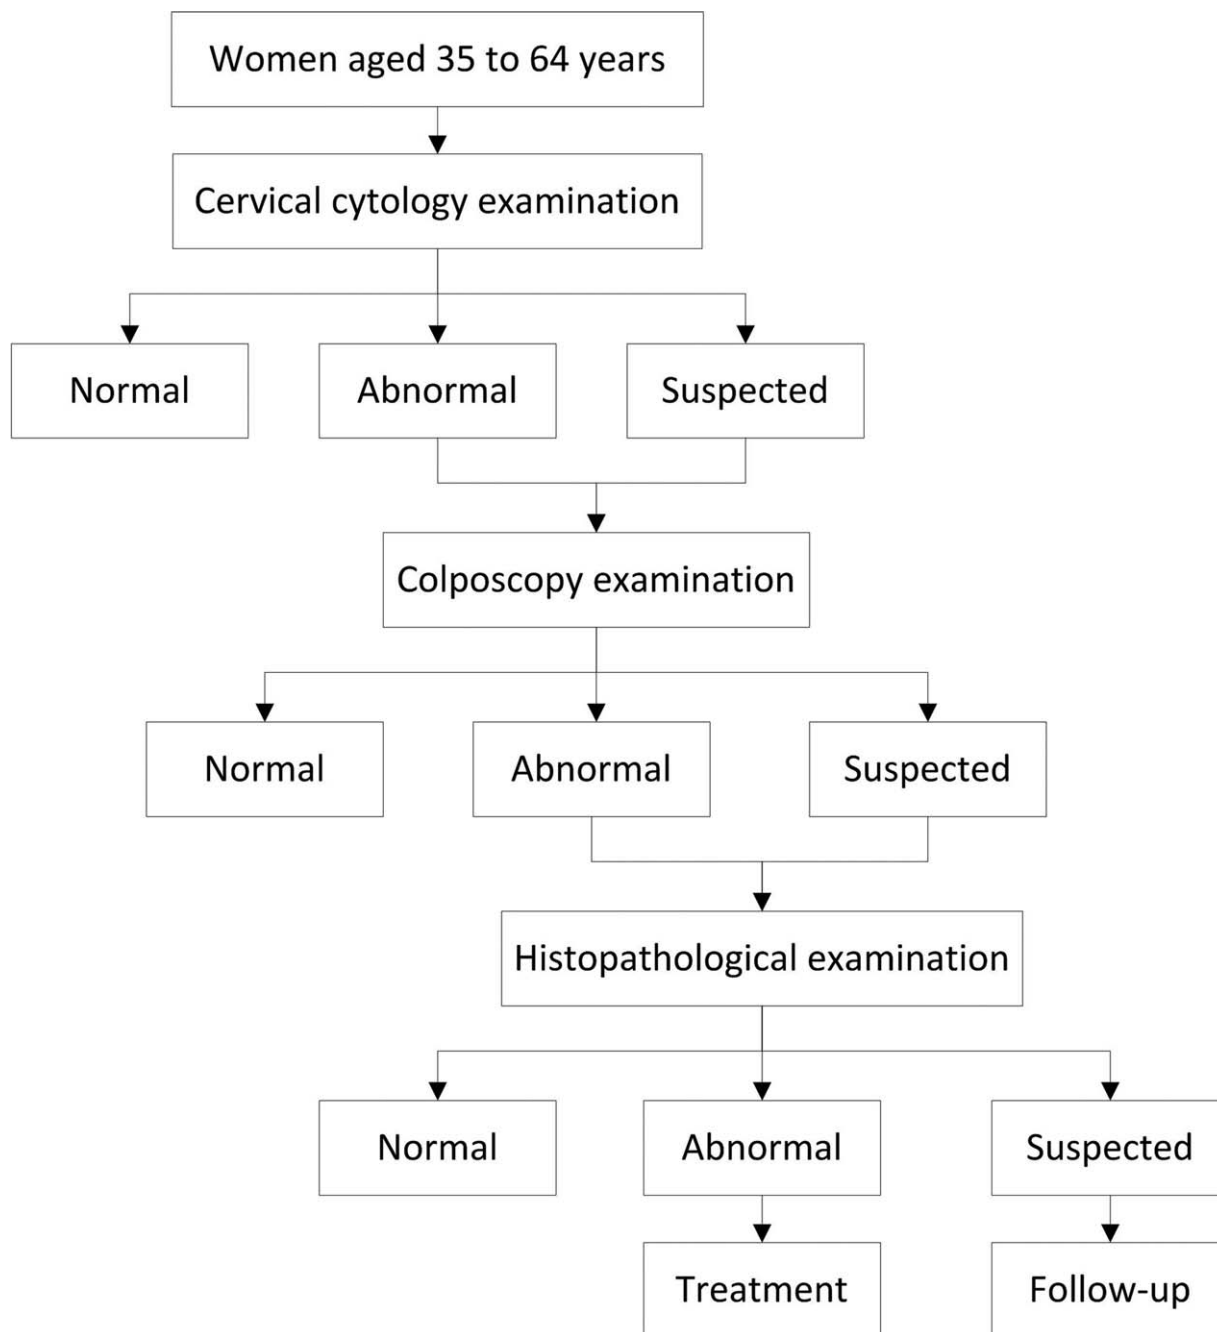 Women aged 35 to 64 years
Cervical cytology examination
Normal
Abnormal
Suspected
Colposcopy examination
Normal
Abnormal
Suspected
Histopathological examination
Normal
Abnormal
Suspected
Treatment
Follow-up